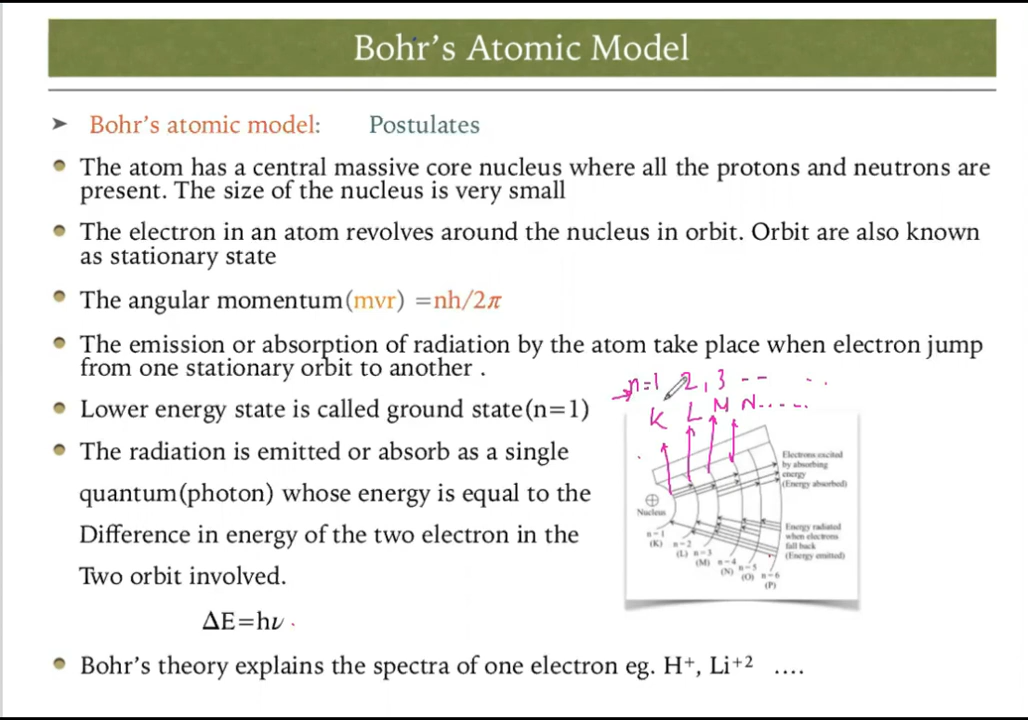 Bohr's Atomic Model
➤ Bohr's atomic model: Postulates
The atom has a central massive core nucleus where all the protons and neutrons are
present. The size of the nucleus is very small
The electron in an atom revolves around the nucleus in orbit. Orbit are also known
as stationary state
The angular momentum(mvr) =nh/2π
The emission or absorption of radiation by the atom take place when electron jump
from one stationary orbit to another .
n=1 2, 3 -- ..
Lower energy state is called ground state(n=1)
K L M N.....
The radiation is emitted or absorb as a single
quantum(photon) whose energy is equal to the
Difference in energy of the two electron in the
Two orbit involved.
ΔE=hν
Electrons excited
by absorbing
energy
(Energy absorbed)
Nucleus
Energy radiated
when electrons
fall back
(Energy emitted)
n=1
(K)
n=2
(L)
n=3
(M)
n=4
(N)
n=5
(O)
n=6
(P)
Bohr's theory explains the spectra of one electron eg. H+, Li+2 ....